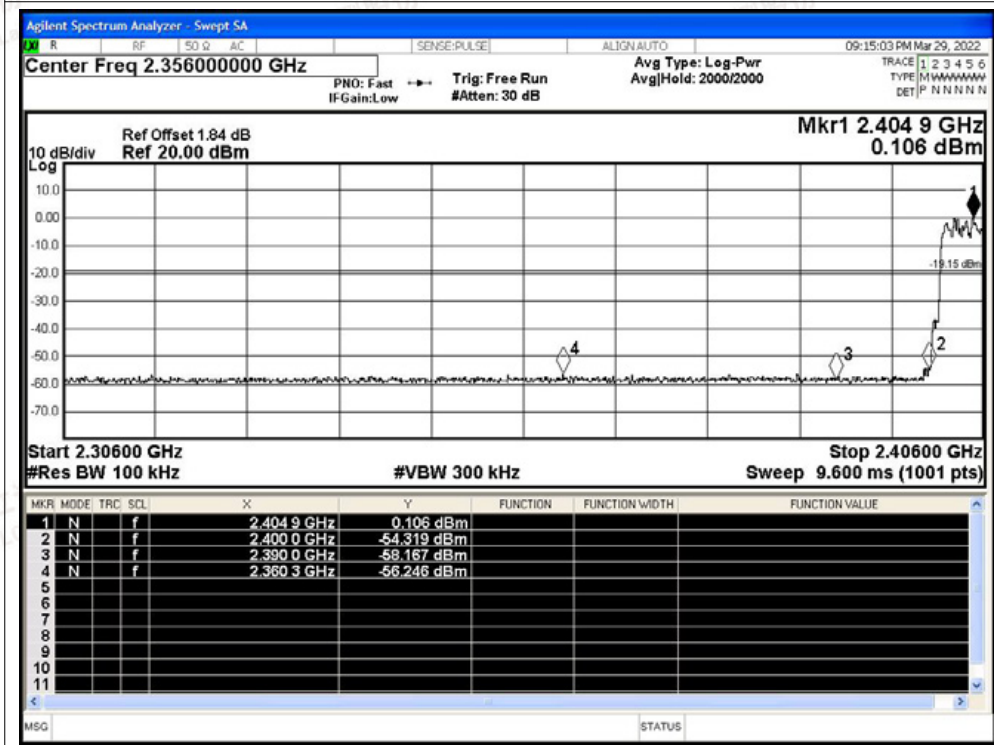 Agilent Spectrum Analyzer - Swept SA
R RF 50 Ω AC SENSE:PULSE ALIGN AUTO 09:15:03 PM Mar 29, 2022
Center Freq 2.356000000 GHz
PNO: Fast
IFGain:Low
Trig: Free Run
#Atten: 30 dB
Avg Type: Log-Pwr
Avg|Hold: 2000/2000
TRACE 1 2 3 4 5 6
TYPE M
DET P N N N N N
Ref Offset 1.84 dB
10 dB/div Ref 20.00 dBm
Log
Mkr1 2.404 9 GHz
0.106 dBm
10.0
0.00
-10.0
-20.0
-30.0
-40.0
-50.0
-60.0
-70.0
1
-19.15 dBm
4
3
2
Start 2.30600 GHz Stop 2.40600 GHz
#Res BW 100 kHz #VBW 300 kHz Sweep 9.600 ms (1001 pts)
MKR MODE TRC SCL X Y FUNCTION FUNCTION WIDTH FUNCTION VALUE
1 N f 2.404 9 GHz 0.106 dBm
2 N f 2.400 0 GHz -54.319 dBm
3 N f 2.390 0 GHz -58.167 dBm
4 N f 2.360 3 GHz -56.246 dBm
5
6
7
8
9
10
11
MSG STATUS